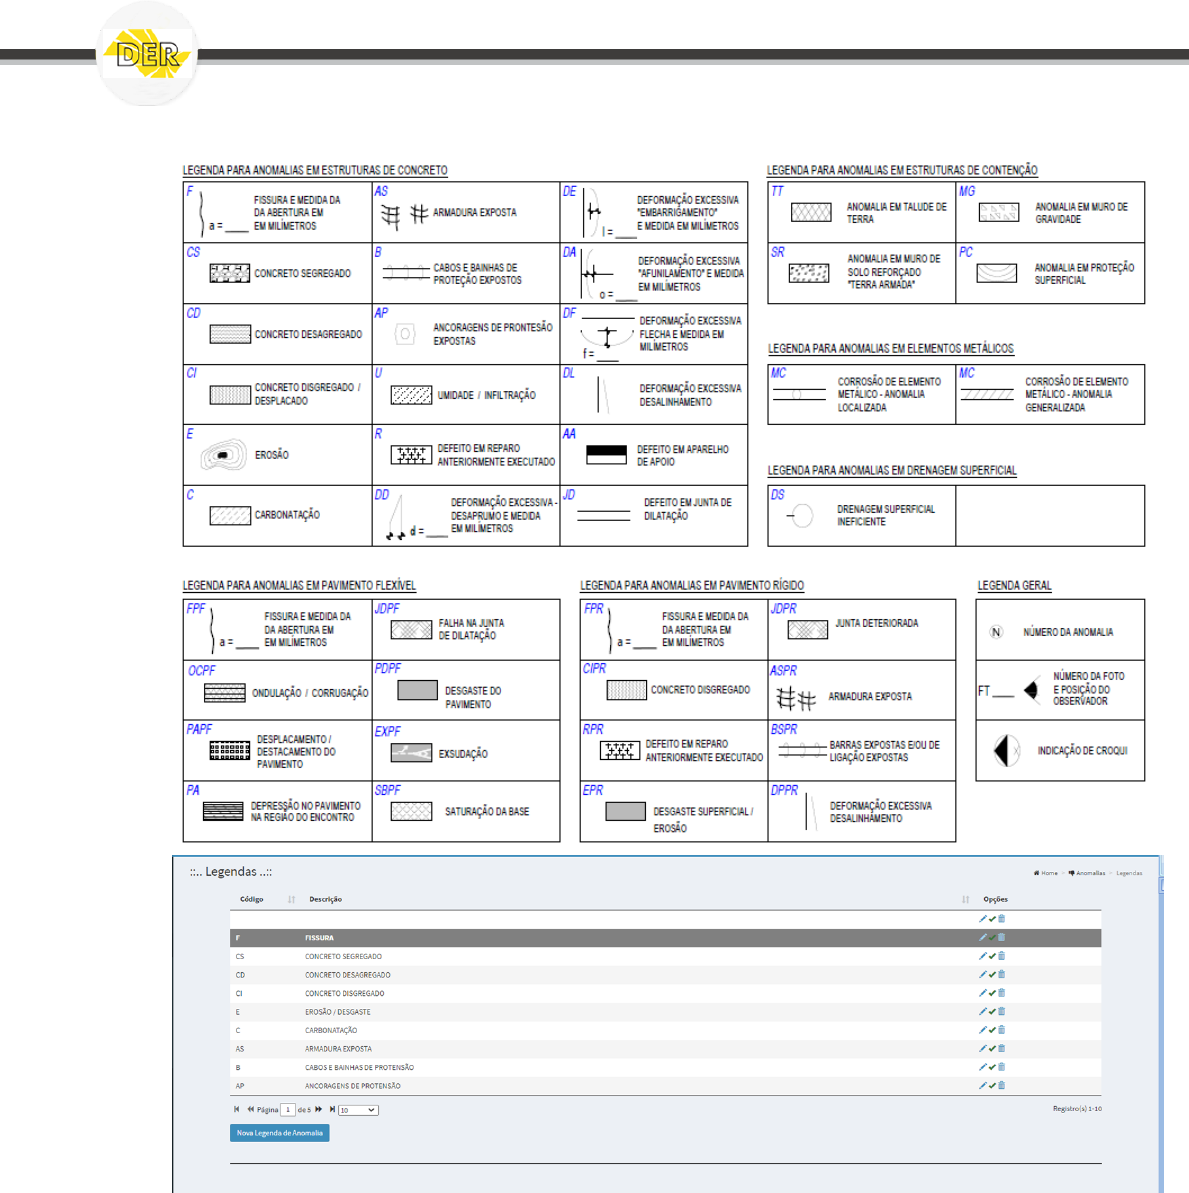 DER
LEGENDA PARA ANOMALIAS EM ESTRUTURAS DE CONCRETO
F
a = ____
FISSURA E MEDIDA DA
DA ABERTURA EM
EM MILÍMETROS
AS
ARMADURA EXPOSTA
DE
l = ____
DEFORMAÇÃO EXCESSIVA
"EMBARRIGAMENTO"
E MEDIDA EM MILÍMETROS
CS
CONCRETO SEGREGADO
B
CABOS E BAINHAS DE
PROTEÇÃO EXPOSTOS
DA
o = ____
DEFORMAÇÃO EXCESSIVA
"AFUNILAMENTO" E MEDIDA
EM MILÍMETROS
CD
CONCRETO DESAGREGADO
AP
ANCORAGENS DE PRONTESÃO
EXPOSTAS
DF
f = ____
DEFORMAÇÃO EXCESSIVA
FLECHA E MEDIDA EM
MILÍMETROS
CI
CONCRETO DISGREGADO /
DESPLACADO
U
UMIDADE / INFILTRAÇÃO
DL
DEFORMAÇÃO EXCESSIVA
DESALINHAMENTO
E
EROSÃO
R
DEFEITO EM REPARO
ANTERIORMENTE EXECUTADO
AA
DEFEITO EM APARELHO
DE APOIO
C
CARBONATAÇÃO
DD
d = ____
DEFORMAÇÃO EXCESSIVA -
DESAPRUMO E MEDIDA
EM MILÍMETROS
JD
DEFEITO EM JUNTA DE
DILATAÇÃO
LEGENDA PARA ANOMALIAS EM ESTRUTURAS DE CONTENÇÃO
TT
ANOMALIA EM TALUDE DE
TERRA
MG
ANOMALIA EM MURO DE
GRAVIDADE
SR
ANOMALIA EM MURO DE
SOLO REFORÇADO
"TERRA ARMADA"
PC
ANOMALIA EM PROTEÇÃO
SUPERFICIAL
LEGENDA PARA ANOMALIAS EM ELEMENTOS METÁLICOS
MC
CORROSÃO DE ELEMENTO
METÁLICO - ANOMALIA
LOCALIZADA
MC
CORROSÃO DE ELEMENTO
METÁLICO - ANOMALIA
GENERALIZADA
LEGENDA PARA ANOMALIAS EM DRENAGEM SUPERFICIAL
DS
DRENAGEM SUPERFICIAL
INEFICIENTE
LEGENDA PARA ANOMALIAS EM PAVIMENTO FLEXÍVEL
FPF
a = ____
FISSURA E MEDIDA DA
DA ABERTURA EM
EM MILÍMETROS
JDPF
FALHA NA JUNTA
DE DILATAÇÃO
OCPF
ONDULAÇÃO / CORRUGAÇÃO
PDPF
DESGASTE DO
PAVIMENTO
PAPF
DESPLACAMENTO /
DESTACAMENTO DO
PAVIMENTO
EXPF
EXSUDAÇÃO
PA
DEPRESSÃO NO PAVIMENTO
NA REGIÃO DO ENCONTRO
SBPF
SATURAÇÃO DA BASE
LEGENDA PARA ANOMALIAS EM PAVIMENTO RÍGIDO
FPR
a = ____
FISSURA E MEDIDA DA
DA ABERTURA EM
EM MILÍMETROS
JDPR
JUNTA DETERIORADA
CIPR
CONCRETO DISGREGADO
ASPR
ARMADURA EXPOSTA
RPR
DEFEITO EM REPARO
ANTERIORMENTE EXECUTADO
BSPR
BARRAS EXPOSTAS E/OU DE
LIGAÇÃO EXPOSTAS
EPR
DESGASTE SUPERFICIAL /
EROSÃO
DPPR
DEFORMAÇÃO EXCESSIVA
DESALINHAMENTO
LEGENDA GERAL
N
NÚMERO DA ANOMALIA
FT ____
NÚMERO DA FOTO
E POSIÇÃO DO
OBSERVADOR
X
INDICAÇÃO DE CROQUI
::.. Legendas ..::
Home > Anomalias > Legendas
Código Descrição Opções
F FISSURA
CS CONCRETO SEGREGADO
CD CONCRETO DESAGREGADO
CI CONCRETO DISGREGADO
E EROSÃO / DESGASTE
C CARBONATAÇÃO
AS ARMADURA EXPOSTA
B CABOS E BAINHAS DE PROTENSÃO
AP ANCORAGENS DE PROTENSÃO
Página 1 de 5 10 Registro(s) 1-10
Nova Legenda de Anomalia